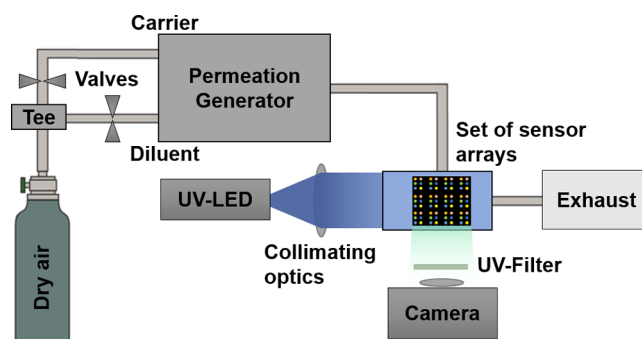 Carrier
Valves
Permeation
Generator
Tee
Diluent
Set of sensor
arrays
UV-LED
Exhaust
Collimating
optics
UV-Filter
Dry air
Camera